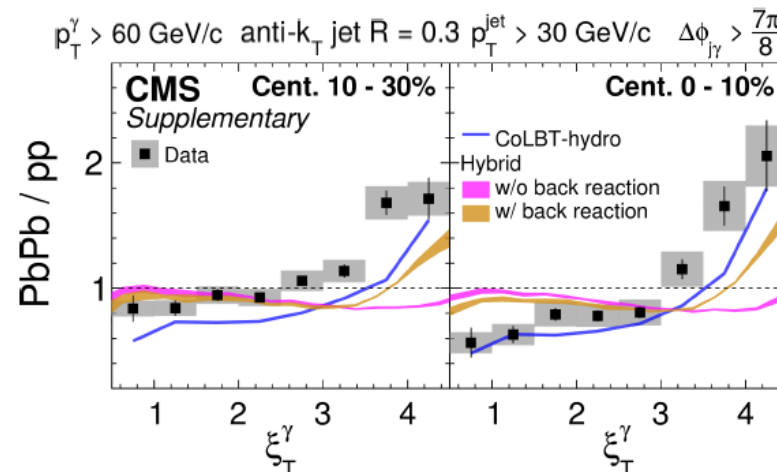 p_T^γ > 60 GeV/c anti-k_T jet R = 0.3 p_T^jet > 30 GeV/c Δφ_jγ > 7π/8
CMS Cent. 10 - 30%
Supplementary
Data
Cent. 0 - 10%
CoLBT-hydro
Hybrid
w/o back reaction
w/ back reaction
PbPb / pp
2
1
1 2 3 4
1 2 3 4
ξ_T^γ
ξ_T^γ